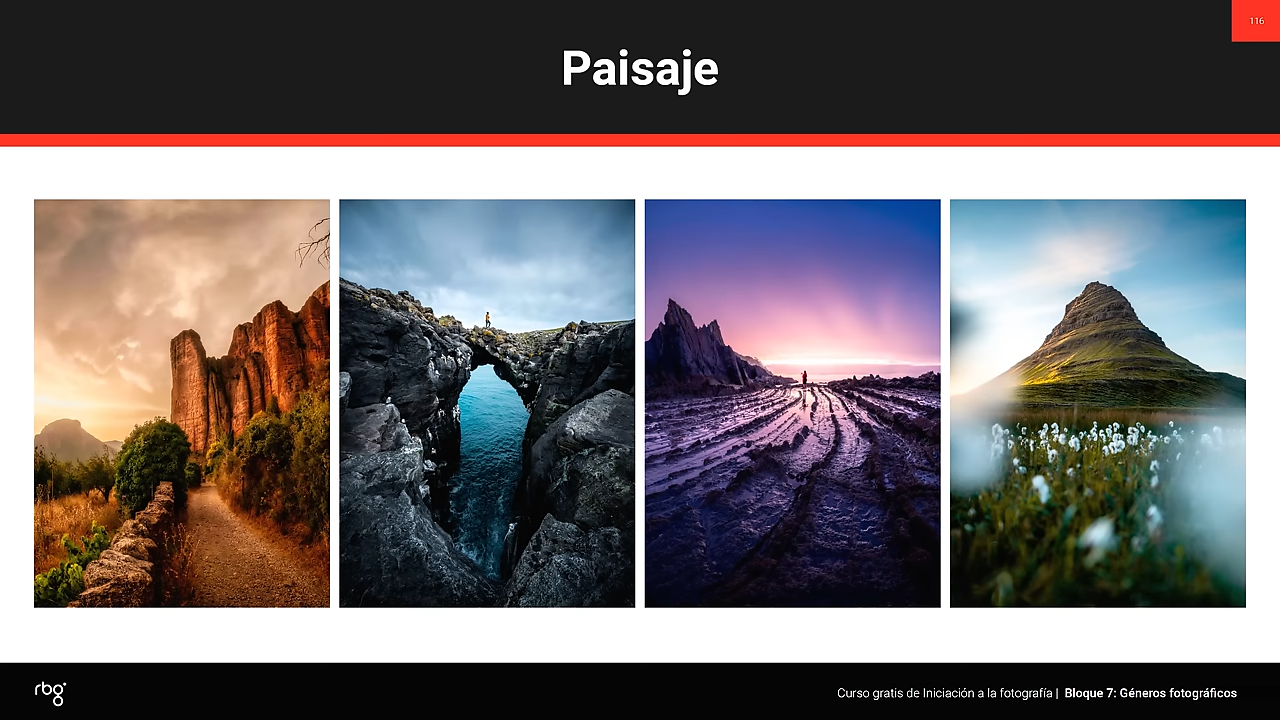 116
Paisaje
rbg
Curso gratis de Iniciación a la fotografía | Bloque 7: Géneros fotográficos